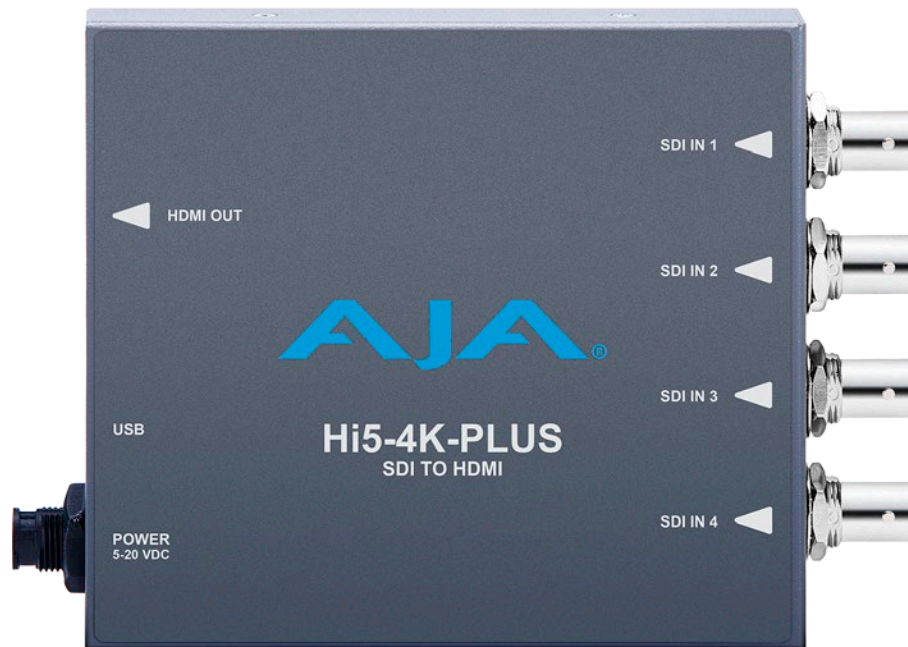 SDI IN 1
HDMI OUT
SDI IN 2
AJA®
SDI IN 3
USB
Hi5-4K-PLUS
SDI TO HDMI
SDI IN 4
POWER
5-20 VDC